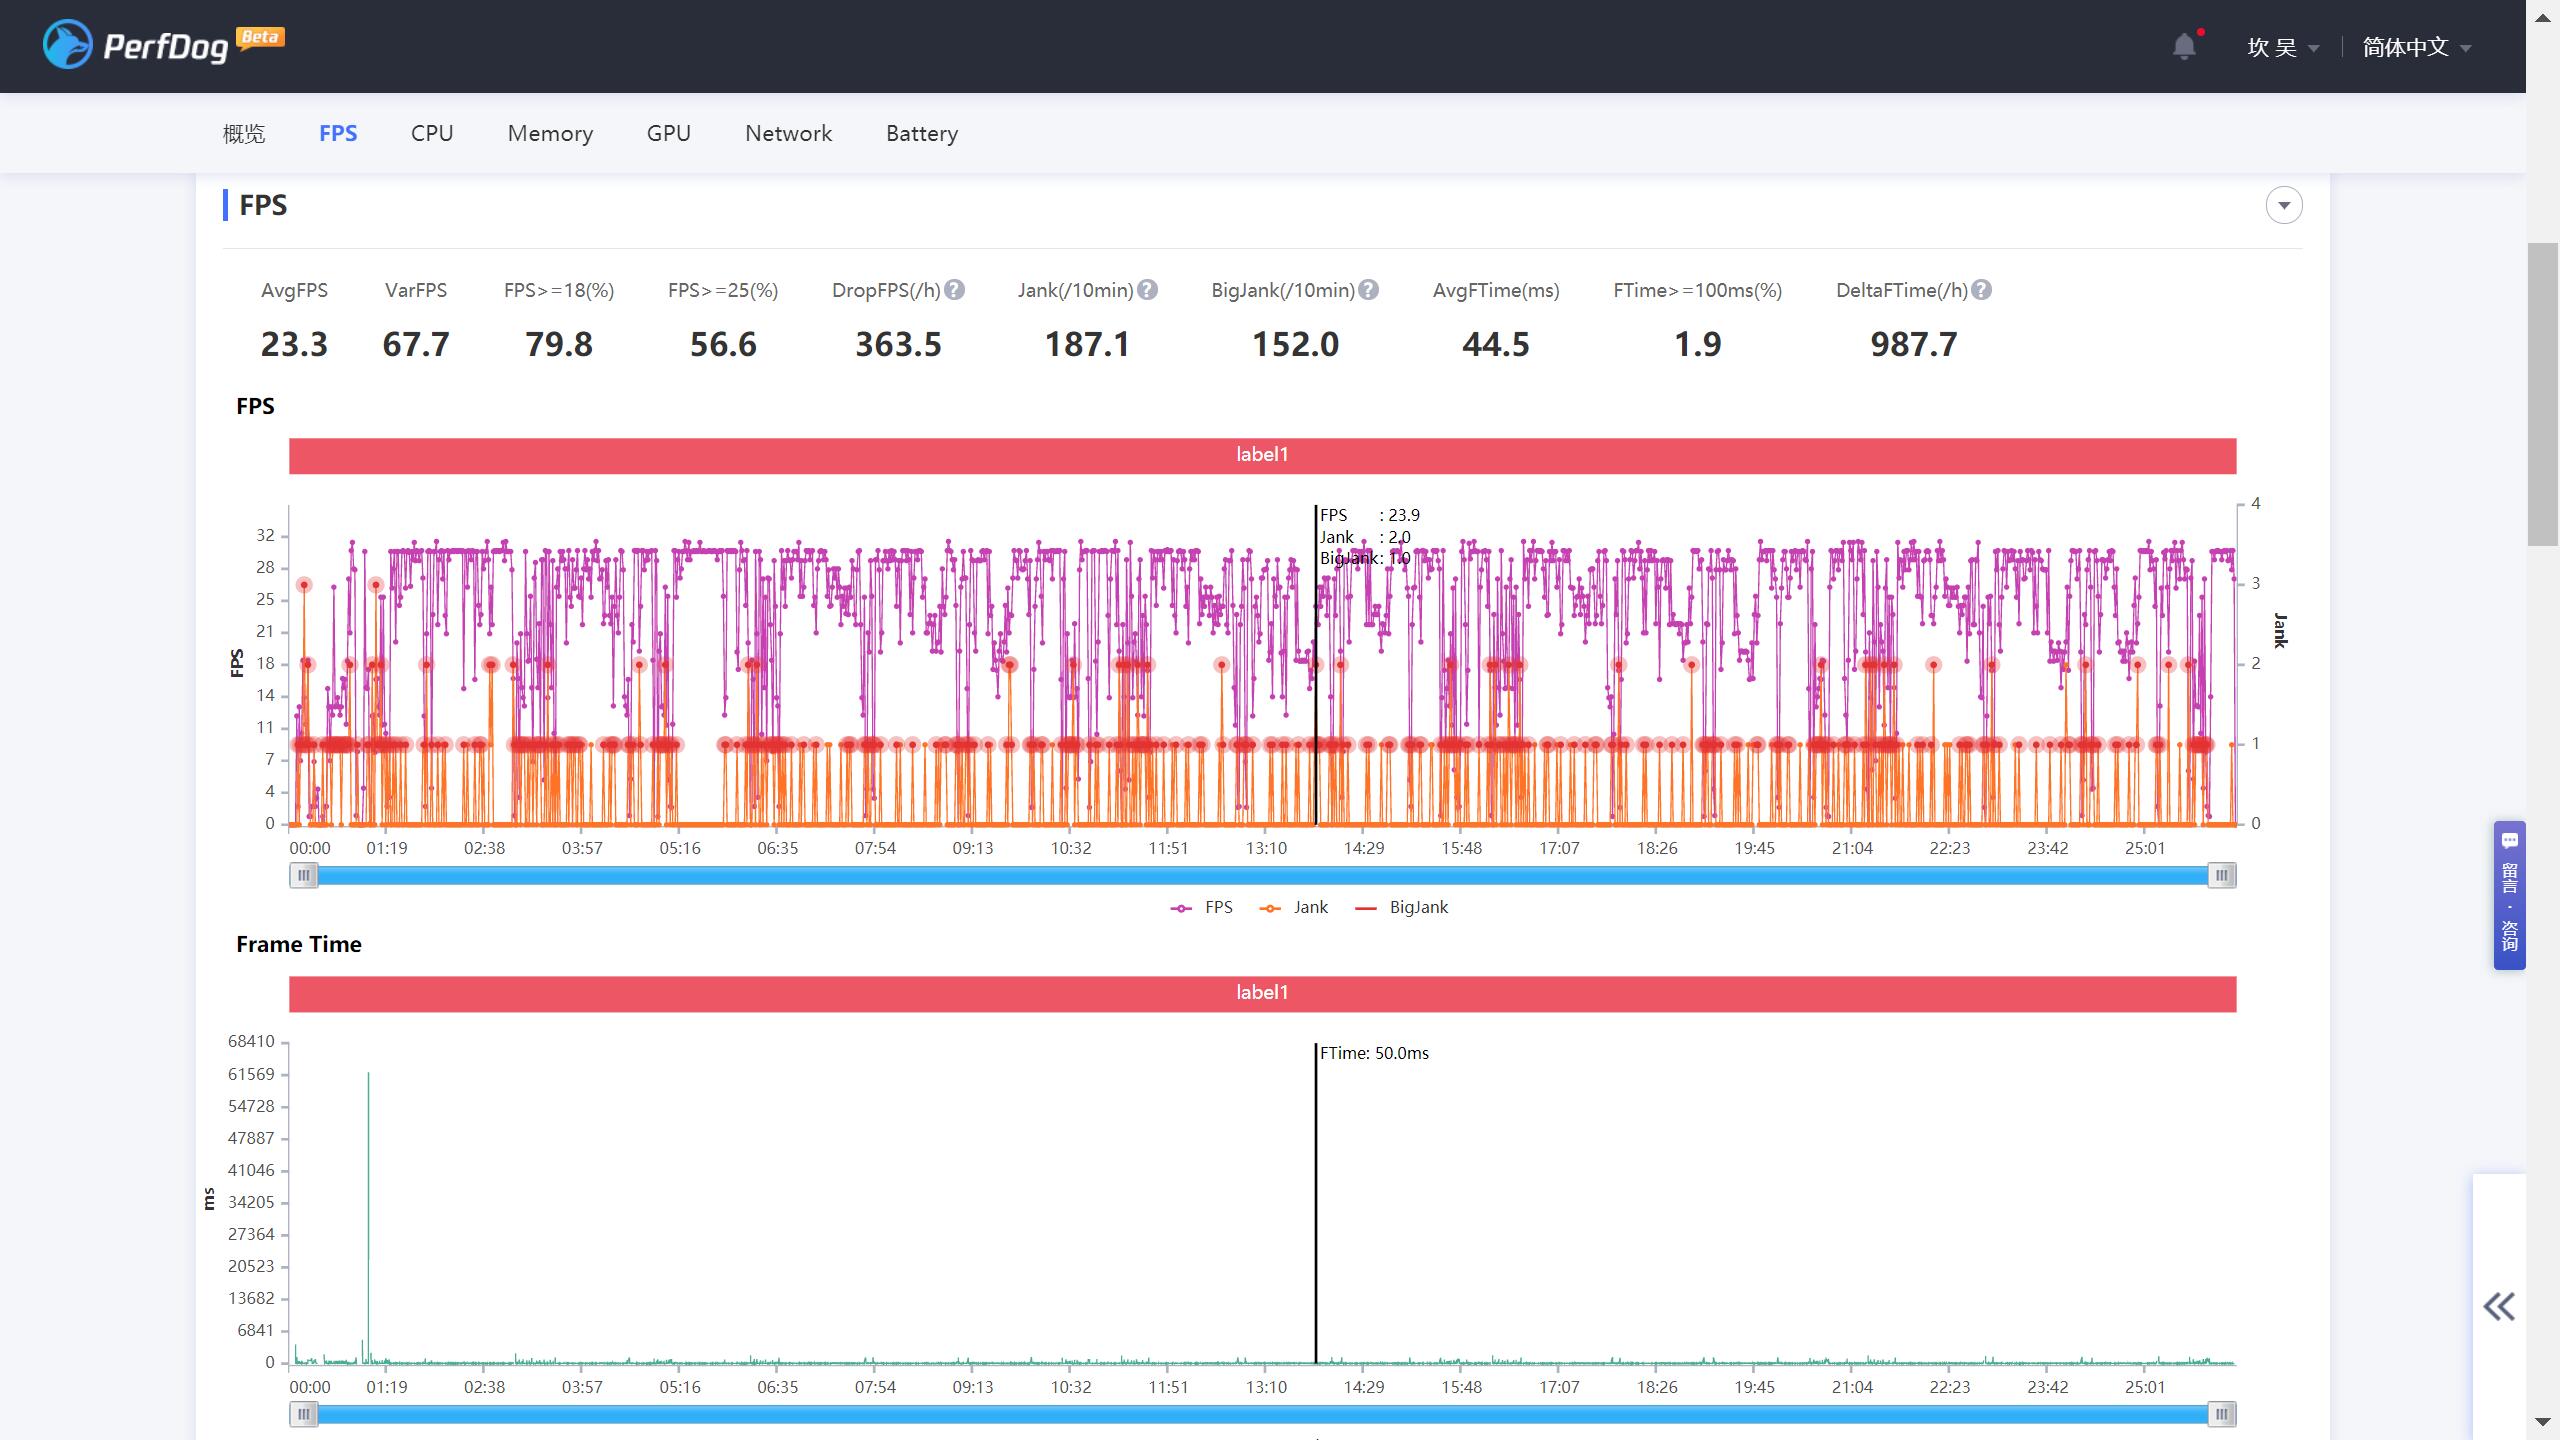 PerfDog Beta
坎 吴
简体中文
概览 FPS CPU Memory GPU Network Battery
FPS
AvgFPS VarFPS FPS>=18(%) FPS>=25(%) DropFPS(/h)? Jank(/10min)? BigJank(/10min)? AvgFTime(ms) FTime>=100ms(%) DeltaFTime(/h)?
23.3 67.7 79.8 56.6 363.5 187.1 152.0 44.5 1.9 987.7
FPS
label1
FPS : 23.9
Jank : 2.0
BigJank: 1.0
32
28
25
21
18
14
11
7
4
0
FPS
4
3
2
1
0
Jank
00:00 01:19 02:38 03:57 05:16 06:35 07:54 09:13 10:32 11:51 13:10 14:29 15:48 17:07 18:26 19:45 21:04 22:23 23:42 25:01
FPS Jank BigJank
留言·咨询
Frame Time
label1
FTime: 50.0ms
68410
61569
54728
47887
41046
34205
27364
20523
13682
6841
0
ms
00:00 01:19 02:38 03:57 05:16 06:35 07:54 09:13 10:32 11:51 13:10 14:29 15:48 17:07 18:26 19:45 21:04 22:23 23:42 25:01